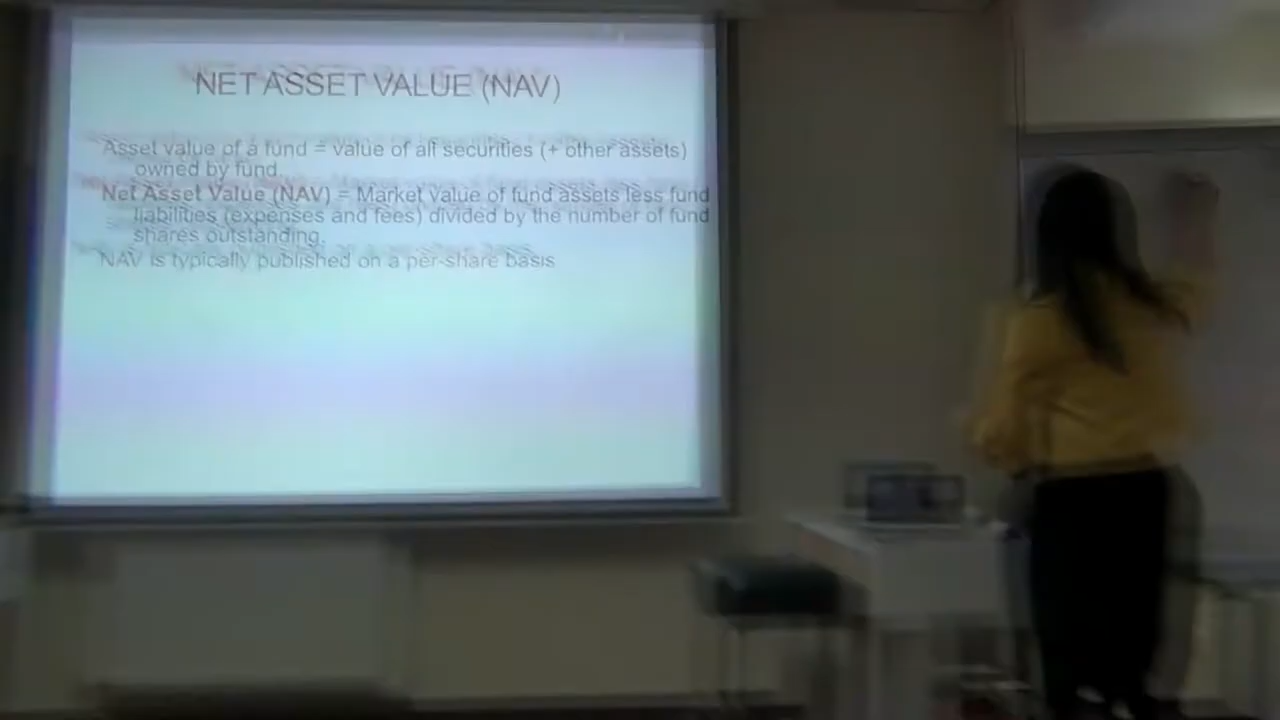 NET ASSET VALUE (NAV)
Asset value of a fund = value of all securities (+ other assets)
owned by fund.
Net Asset Value (NAV) = Market value of fund assets less fund
liabilities (expenses and fees) divided by the number of fund
shares outstanding.
NAV is typically published on a per-share basis